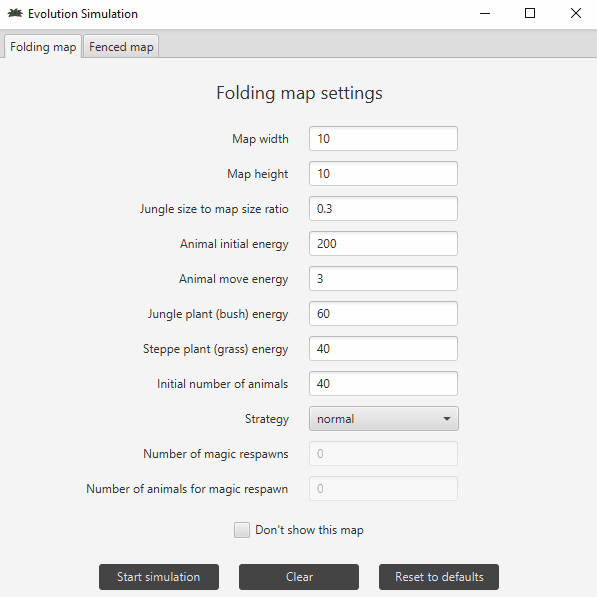 Evolution Simulation
Folding map Fenced map
Folding map settings
Map width 10
Map height 10
Jungle size to map size ratio 0.3
Animal initial energy 200
Animal move energy 3
Jungle plant (bush) energy 60
Steppe plant (grass) energy 40
Initial number of animals 40
Strategy normal
Number of magic respawns 0
Number of animals for magic respawn 0
Don't show this map
Start simulation Clear Reset to defaults